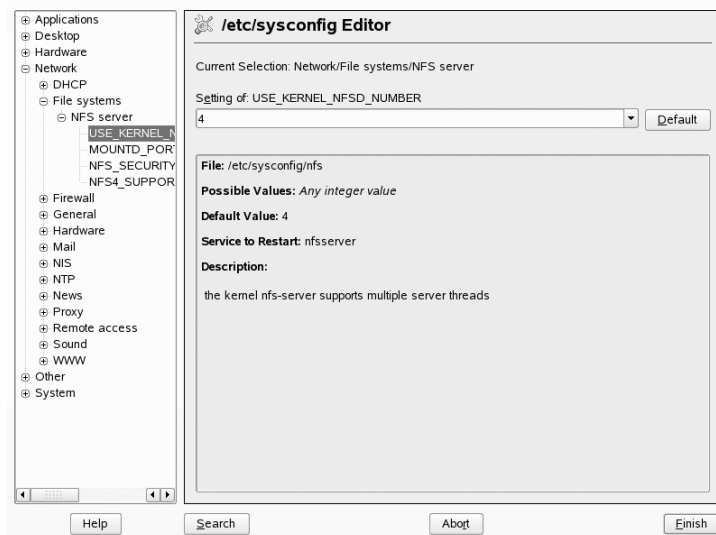 Applications
Desktop
Hardware
Network
DHCP
File systems
NFS server
USE_KERNEL_N
MOUNTD_POR
NFS_SECURITY
NFS4_SUPPOR
Firewall
General
Hardware
Mail
NIS
NTP
News
Proxy
Remote access
Sound
WWW
Other
System
/etc/sysconfig Editor
Current Selection: Network/File systems/NFS server
Setting of: USE_KERNEL_NFSD_NUMBER
4
Default
File: /etc/sysconfig/nfs
Possible Values: Any integer value
Default Value: 4
Service to Restart: nfsserver
Description:
the kernel nfs-server supports multiple server threads
Help
Search
Abort
Finish